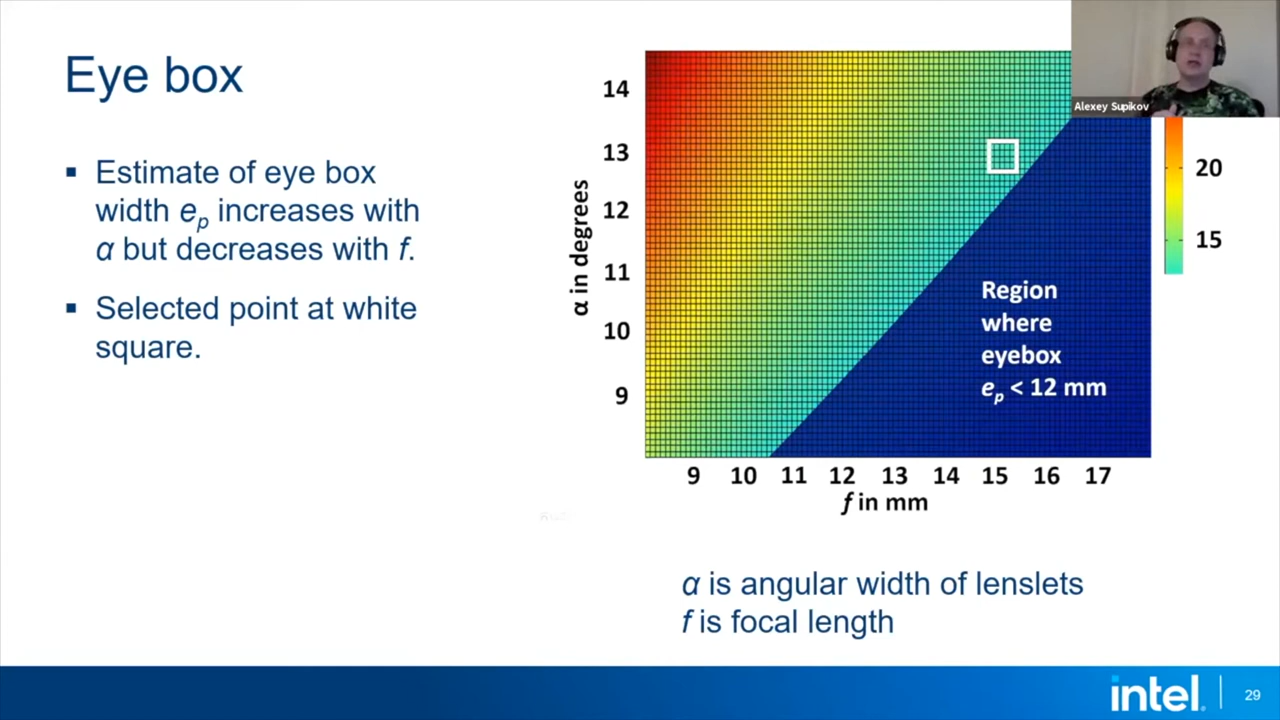 Eye box
▪ Estimate of eye box
width ep increases with
α but decreases with f.
▪ Selected point at white
square.
14
13
12
11
10
9
α in degrees
9 10 11 12 13 14 15 16 17
f in mm
Region
where
eyebox
ep < 12 mm
20
15
Alexey Supikov
α is angular width of lenslets
f is focal length
intel.
29